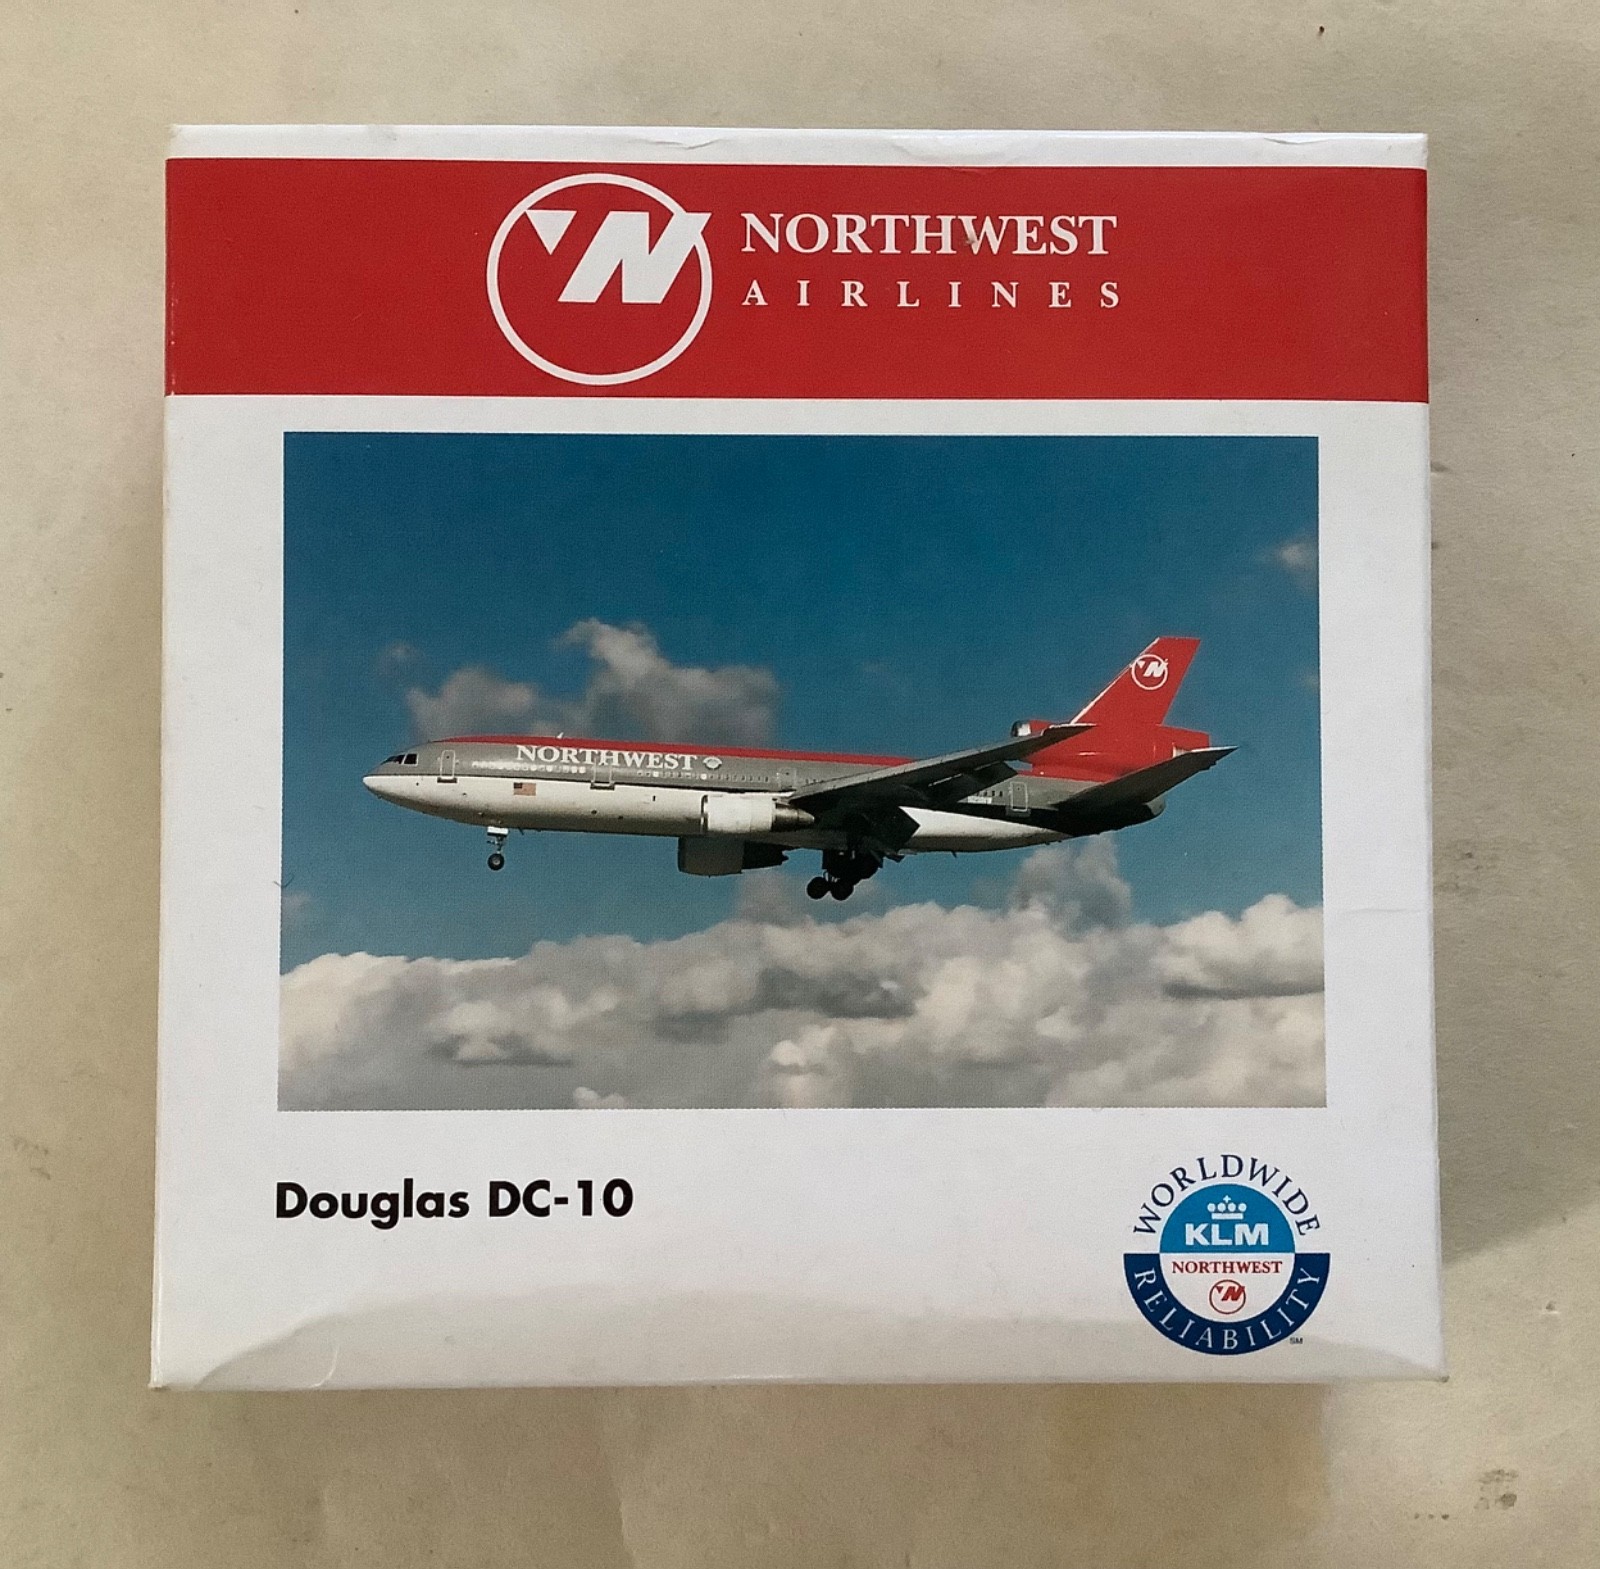 N
NORTHWEST
AIRLINES
N
NORTHWEST
Douglas DC-10
WORLDWIDE
KLM
NORTHWEST
N
RELIABILITY
SM